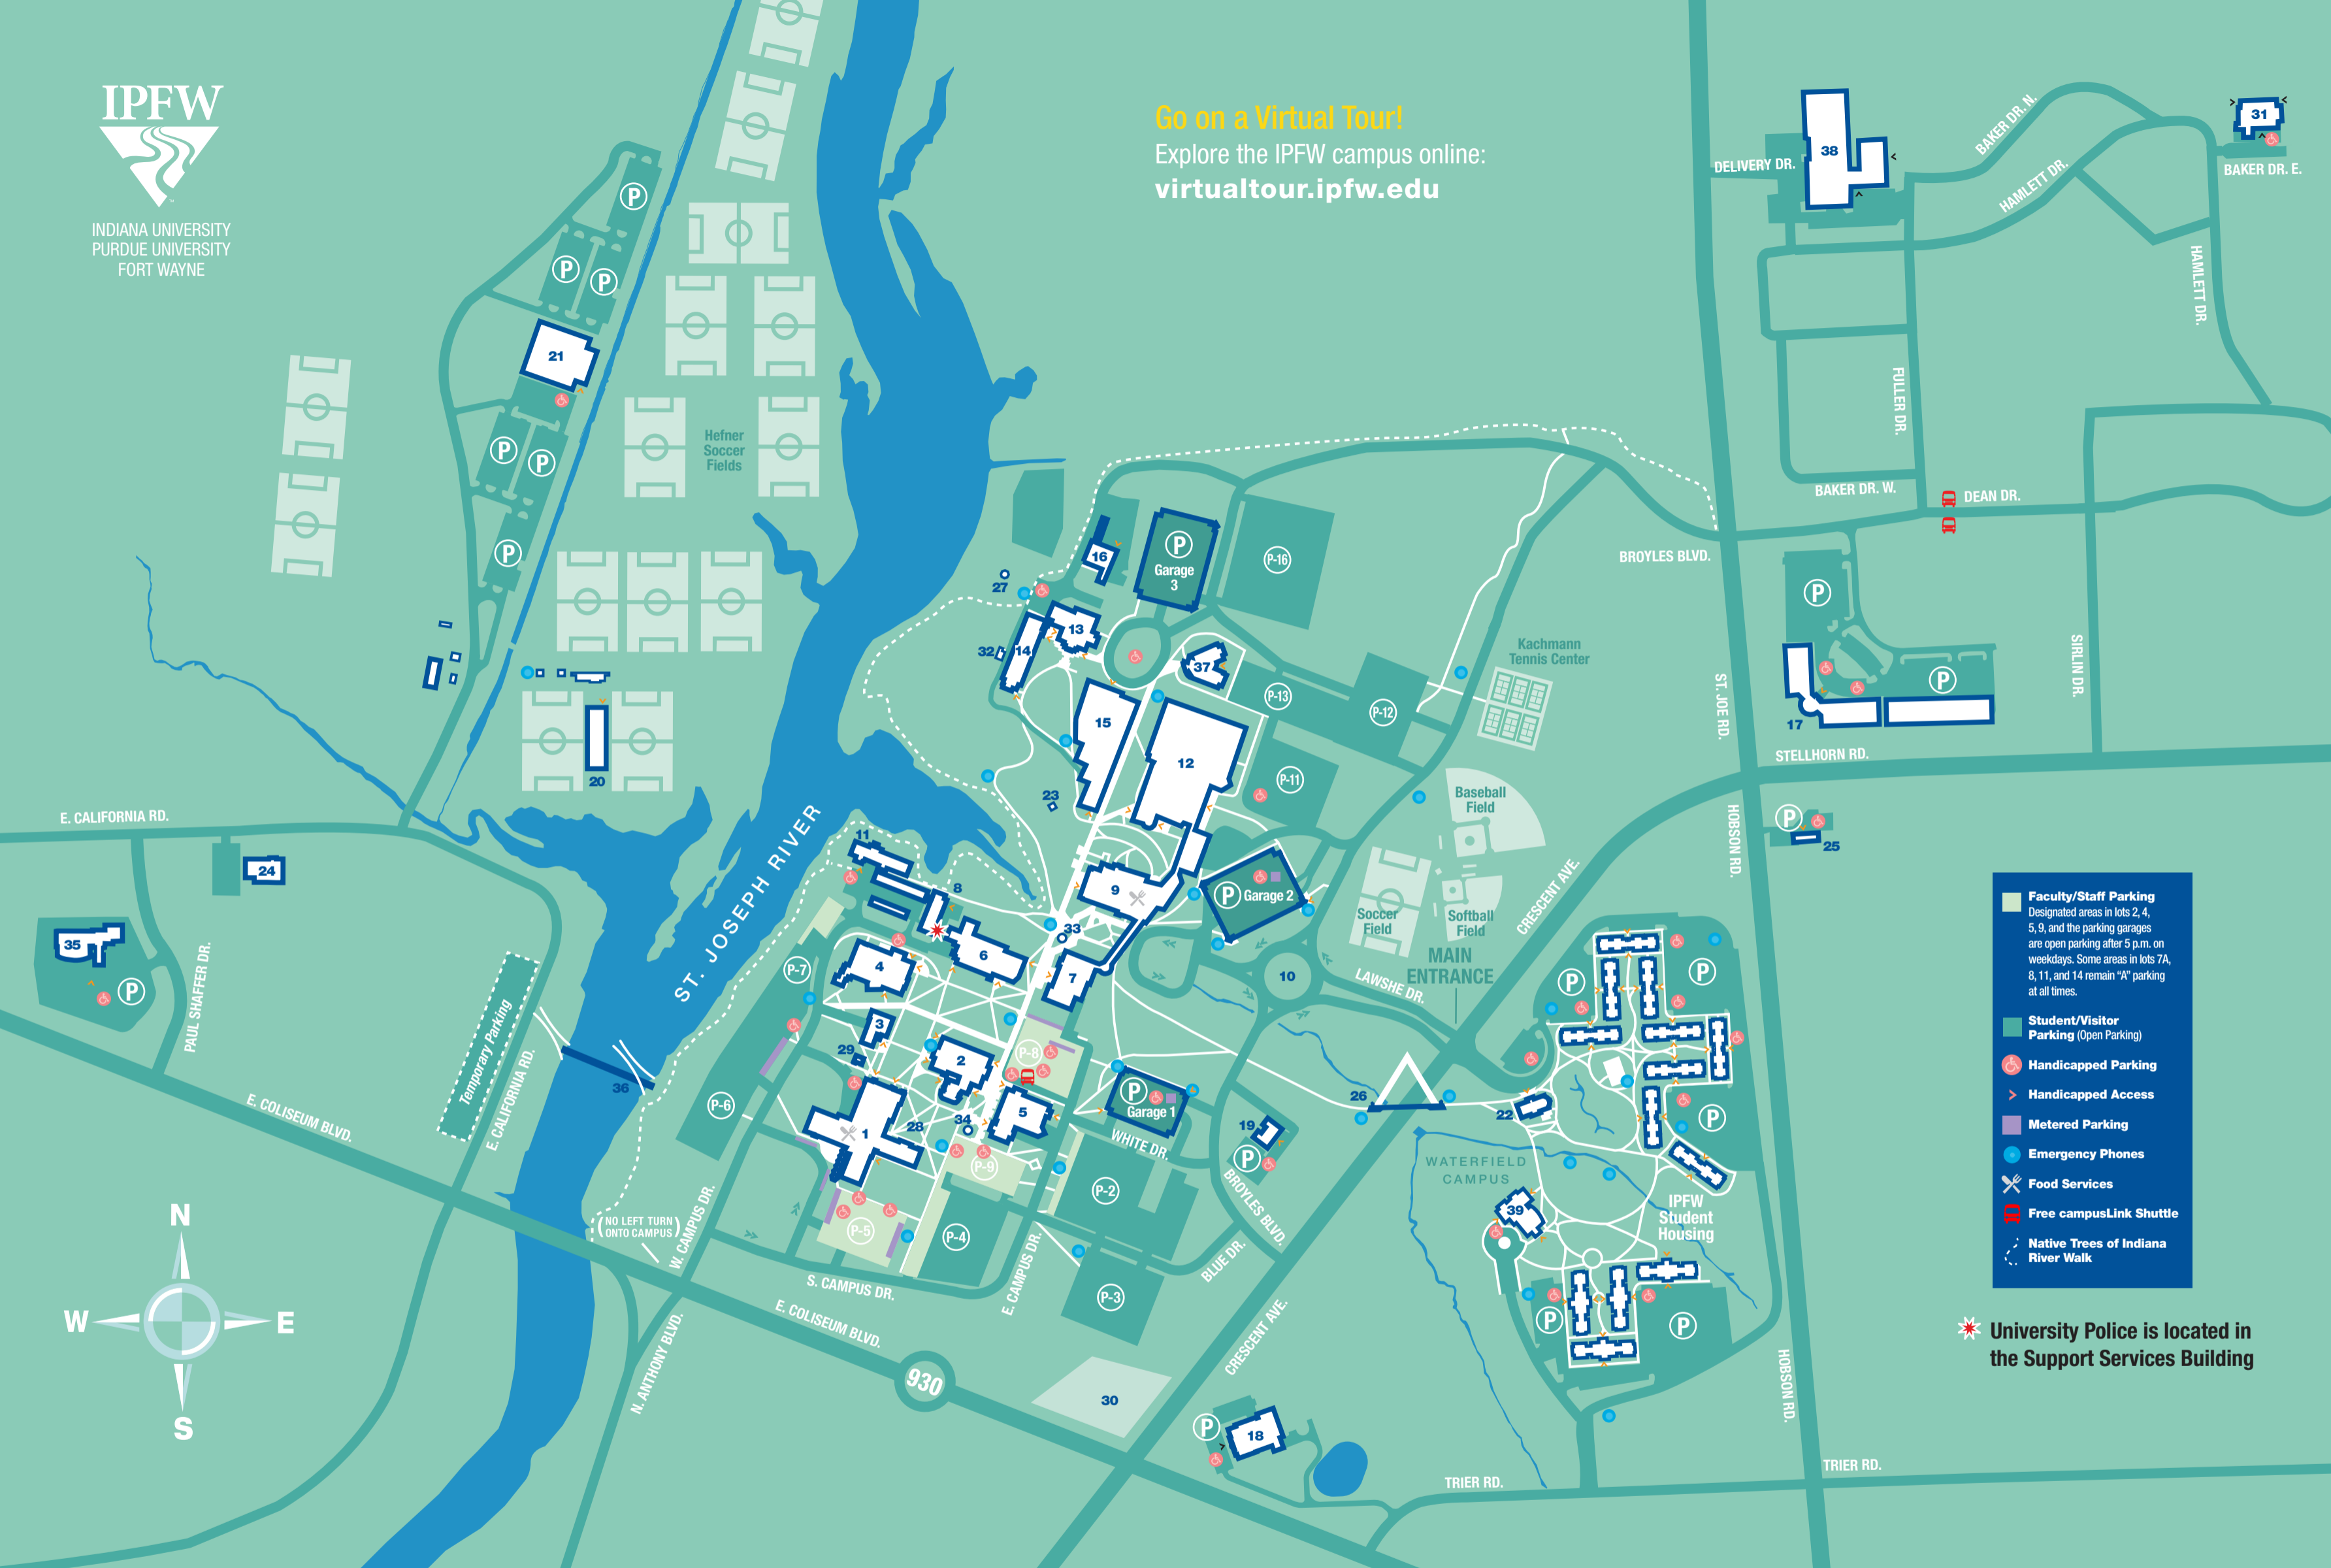 IPFW
INDIANA UNIVERSITY
PURDUE UNIVERSITY
FORT WAYNE
Go on a Virtual Tour!
Explore the IPFW campus online:
virtualtour.ipfw.edu
DELIVERY DR.
38
BAKER DR. N.
HAMLETT DR.
31
BAKER DR. E.
HAMLETT DR.
FULLER DR.
BAKER DR. W.
DEAN DR.
BROYLES BLVD.
SIRLIN DR.
ST. JOE RD.
STELLHORN RD.
HOBSON RD.
P
P
17
P
25
P
P
P
21
P
P
P
Hefner
Soccer
Fields
20
16
P
Garage
3
P-16
27
13
14
32
37
P-13
P-12
Kachmann
Tennis Center
15
12
P-11
23
Baseball
Field
Soccer
Field
Softball
Field
CRESCENT AVE.
MAIN
ENTRANCE
LAWSHE DR.
E. CALIFORNIA RD.
24
35
P
PAUL SHAFFER DR.
Temporary Parking
E. CALIFORNIA RD.
E. COLISEUM BLVD.
36
ST. JOSEPH RIVER
11
8
9
P
Garage 2
33
6
4
7
10
P-7
3
29
2
P-8
P-6
1
28
34
5
P
Garage 1
P-9
WHITE DR.
P-2
19
P
BROYLES BLVD.
BLUE DR.
P-5
P-4
P-3
S. CAMPUS DR.
E. CAMPUS DR.
W. CAMPUS DR.
(NO LEFT TURN
ONTO CAMPUS)
E. COLISEUM BLVD.
N. ANTHONY BLVD.
930
30
CRESCENT AVE.
P
18
26
22
WATERFIELD
CAMPUS
39
P
P
P
IPFW
Student
Housing
P
P
HOBSON RD.
TRIER RD.
TRIER RD.
N
W
E
S
Faculty/Staff Parking
Designated areas in lots 2, 4,
5, 9, and the parking garages
are open parking after 5 p.m. on
weekdays. Some areas in lots 7A,
8, 11, and 14 remain “A” parking
at all times.
Student/Visitor
Parking (Open Parking)
Handicapped Parking
Handicapped Access
Metered Parking
Emergency Phones
Food Services
Free campusLink Shuttle
Native Trees of Indiana
River Walk
University Police is located in
the Support Services Building